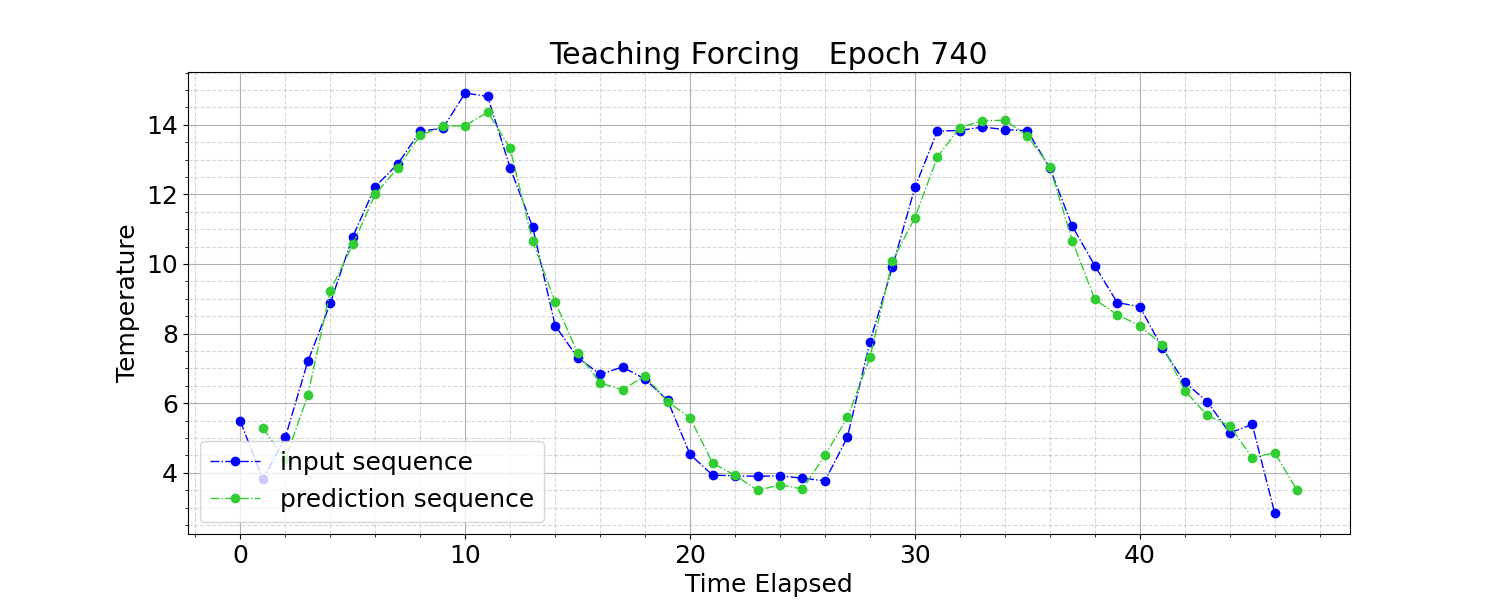 Teaching Forcing   Epoch 740
Temperature
14
12
10
8
6
4
input sequence
prediction sequence
0 10 20 30 40
Time Elapsed